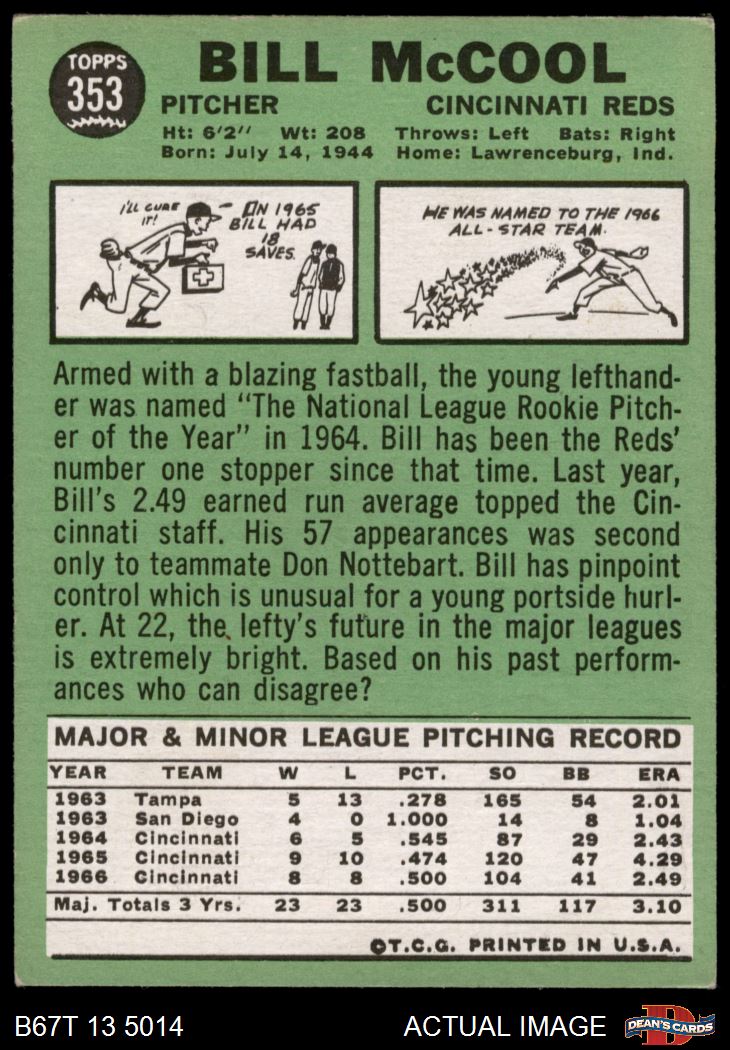 TOPPS
353
BILL McCOOL
PITCHER CINCINNATI REDS
Ht: 6'2'' Wt: 208 Throws: Left Bats: Right
Born: July 14, 1944 Home: Lawrenceburg, Ind.
I'LL CURE
IT!
IN 1965
BILL HAD
18
SAVES.
HE WAS NAMED TO THE 1966
ALL-STAR TEAM.
Armed with a blazing fastball, the young lefthand-
er was named "The National League Rookie Pitch-
er of the Year" in 1964. Bill has been the Reds'
number one stopper since that time. Last year,
Bill's 2.49 earned run average topped the Cin-
cinnati staff. His 57 appearances was second
only to teammate Don Nottebart. Bill has pinpoint
control which is unusual for a young portside hurl-
er. At 22, the lefty's future in the major leagues
is extremely bright. Based on his past perform-
ances who can disagree?
MAJOR & MINOR LEAGUE PITCHING RECORD
YEAR TEAM W L PCT. SO BB ERA
1963 Tampa 5 13 .278 165 54 2.01
1963 San Diego 4 0 1.000 14 8 1.04
1964 Cincinnati 6 5 .545 87 29 2.43
1965 Cincinnati 9 10 .474 120 47 4.29
1966 Cincinnati 8 8 .500 104 41 2.49
Maj. Totals 3 Yrs. 23 23 .500 311 117 3.10
©T.C.G. PRINTED IN U.S.A.
B67T 13 5014 ACTUAL IMAGE D DEAN'S CARDS